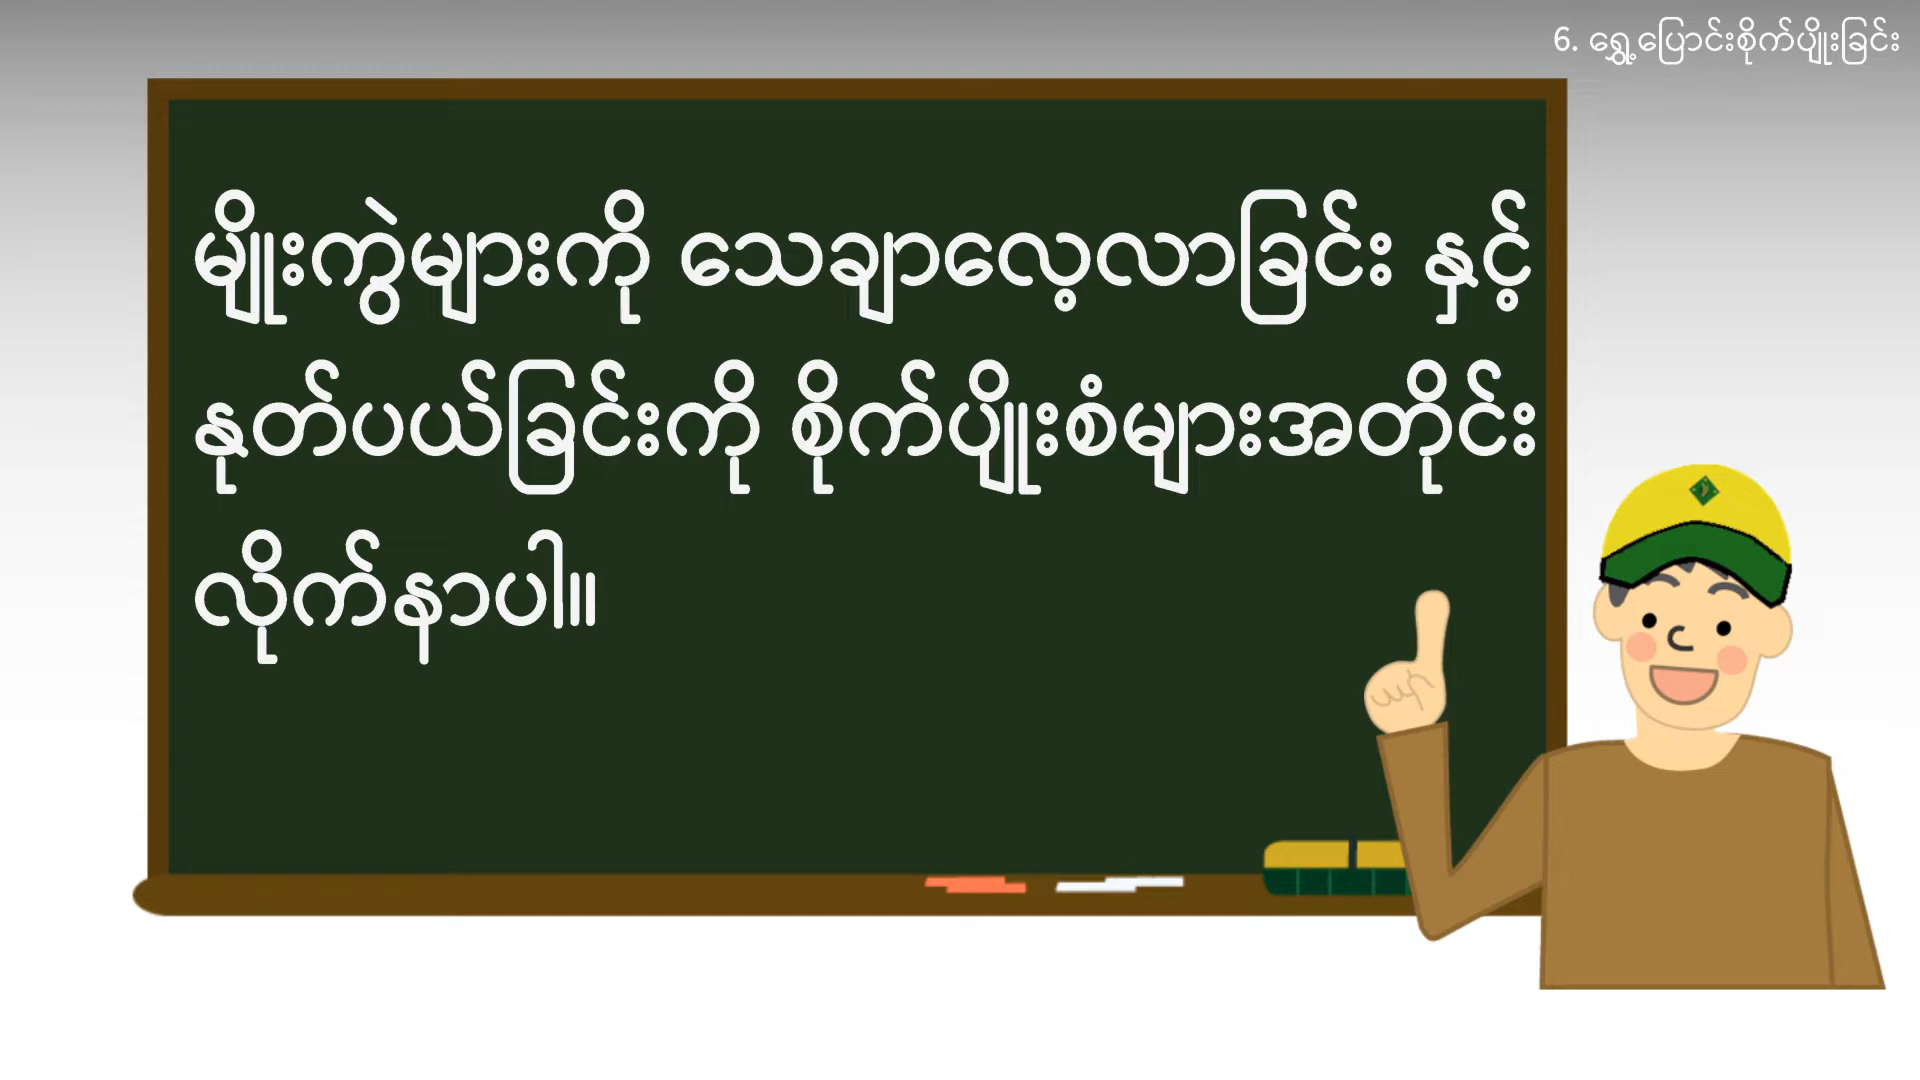 6. ရွှေ့ပြောင်းစိုက်ပျိုးခြင်း
မျိုးကွဲများကို သေချာလေ့လာခြင်း နှင့်
နုတ်ပယ်ခြင်းကို စိုက်ပျိုးစံများအတိုင်း
လိုက်နာပါ။